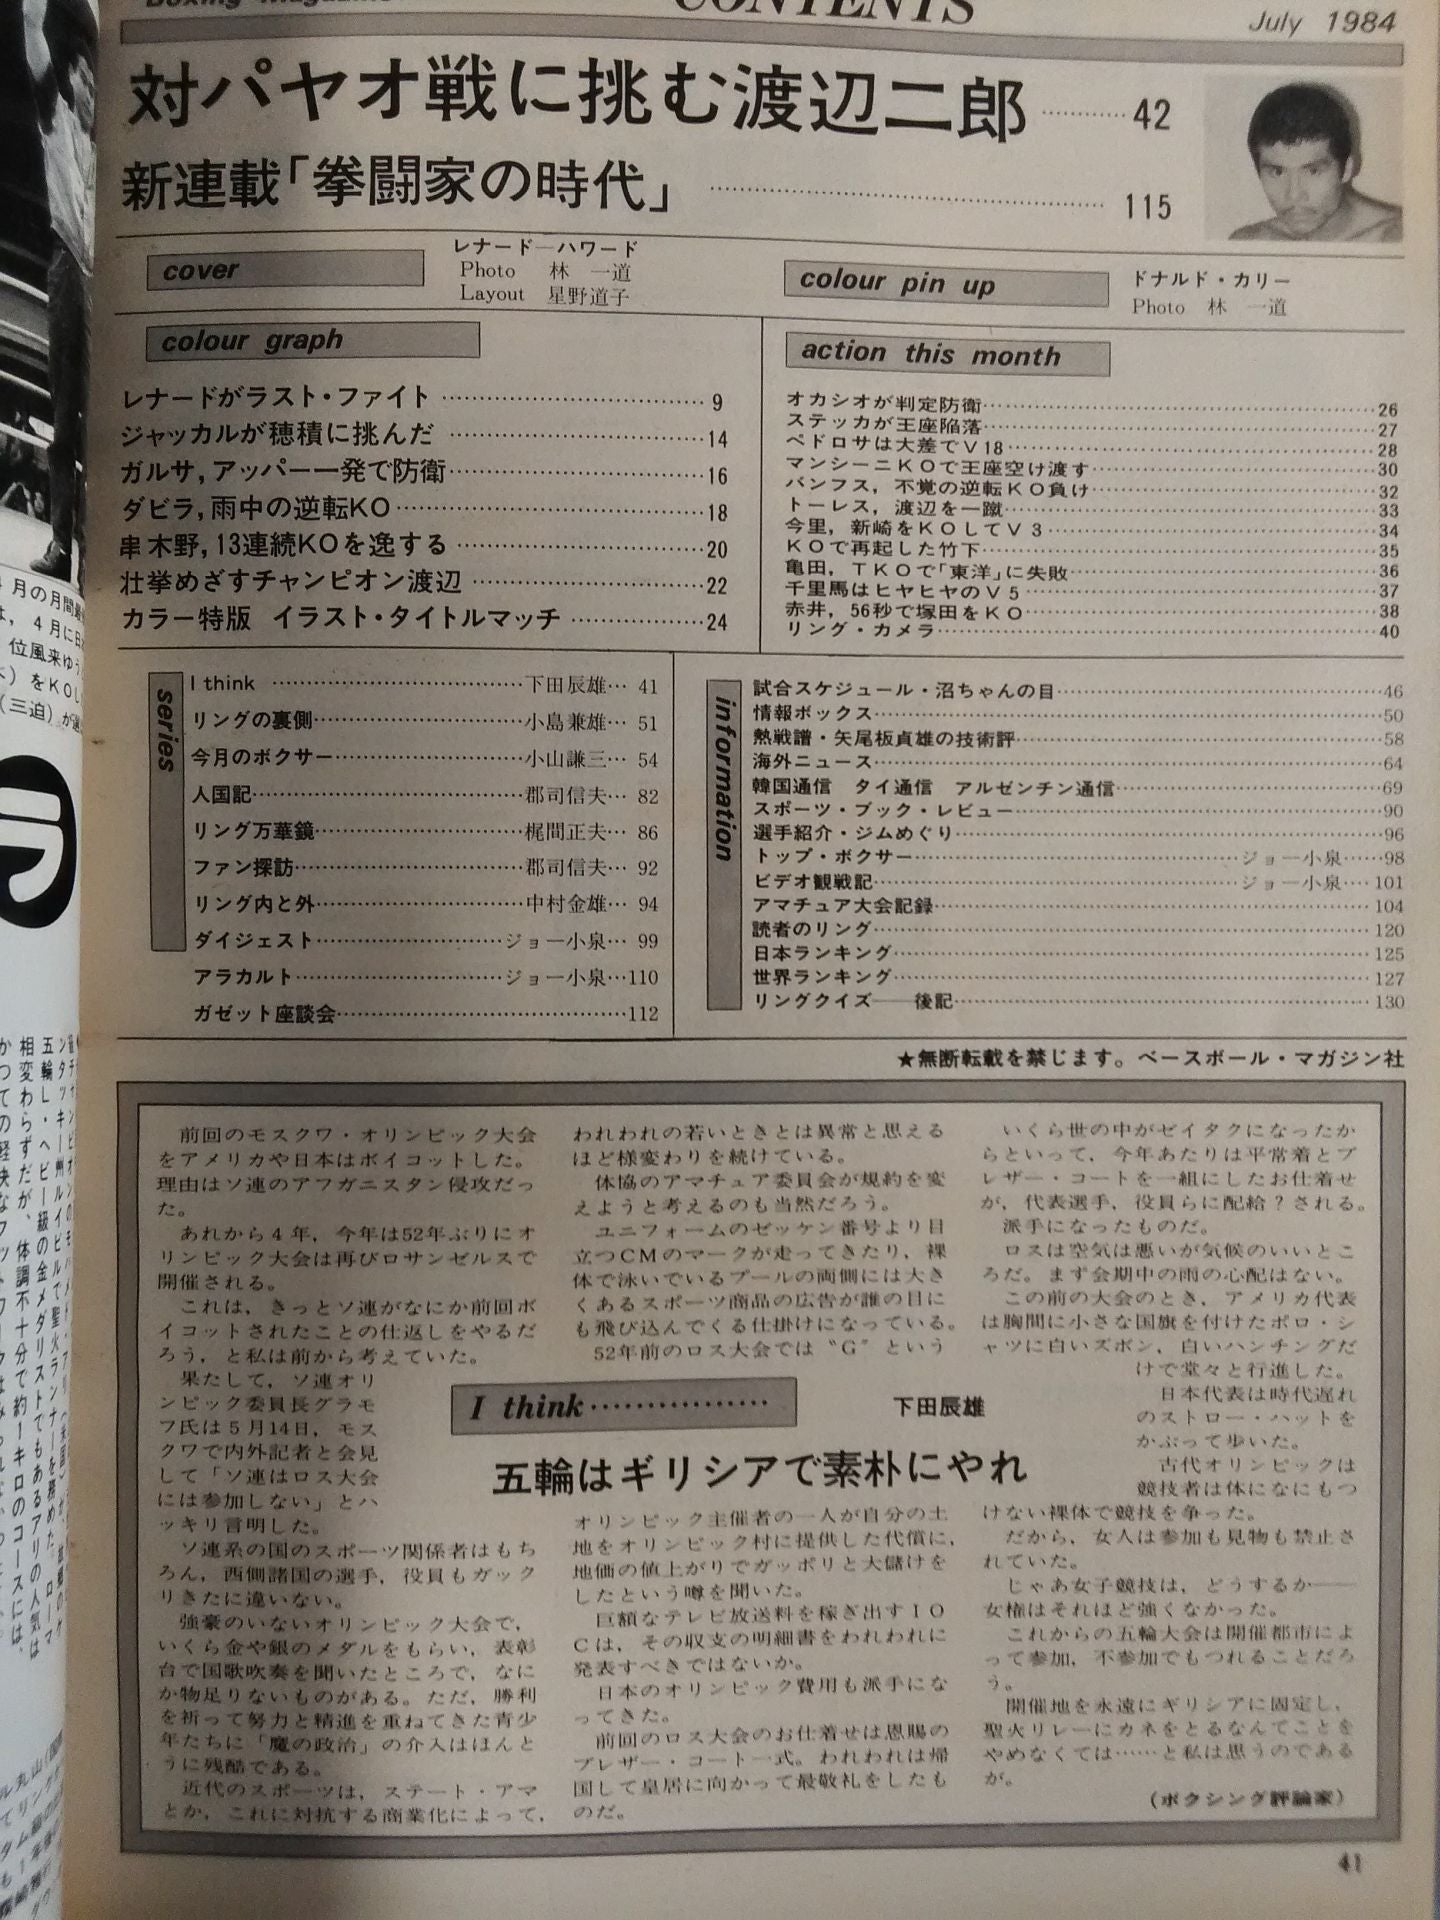 CONTENTS
July 1984
対パヤオ戦に挑む渡辺二郎…………42
新連載「拳闘家の時代」…………115
cover
レナード―ハワード
Photo 林 一道
Layout 星野道子
colour pin up
ドナルド・カリー
Photo 林 一道
colour graph
レナードがラスト・ファイト…………9
ジャッカルが穂積に挑んだ…………14
ガルサ,アッパー一発で防衛…………16
ダビラ,雨中の逆転KO…………18
串木野,13連続KOを逸する…………20
壮挙めざすチャンピオン渡辺…………22
カラー特版 イラスト・タイトルマッチ…………24
action this month
オカシオが判定防衛…………26
ステッカが王座陥落…………27
ペドロサは大差でV18…………28
マンシーニKOで王座空け渡す…………30
バンフス,不覚の逆転KO負け…………32
トーレス,渡辺を一蹴…………33
今里,新崎をKOしてV3…………34
KOで再起した竹下…………35
亀田,TKOで「東洋」に失敗…………36
千里馬はヒヤヒヤのV5…………37
赤井,56秒で塚田をKO…………38
リング・カメラ…………40
series
I think…………下田辰雄…41
リングの裏側…………小島兼雄…51
今月のボクサー…………小山謙三…54
人国記…………郡司信夫…82
リング万華鏡…………梶間正夫…86
ファン探訪…………郡司信夫…92
リング内と外…………中村金雄…94
ダイジェスト…………ジョー小泉…99
アラカルト…………ジョー小泉…110
ガゼット座談会…………112
information
試合スケジュール・沼ちゃんの目…………46
情報ボックス…………50
熱戦譜・矢尾板貞雄の技術評…………58
海外ニュース…………64
韓国通信 タイ通信 アルゼンチン通信…………69
スポーツ・ブック・レビュー…………90
選手紹介・ジムめぐり…………96
トップ・ボクサー…………ジョー小泉……98
ビデオ観戦記…………ジョー小泉…101
アマチュア大会記録…………104
読者のリング…………120
日本ランキング…………125
世界ランキング…………127
リングクイズ――後記…………130
★無断転載を禁じます。ベースボール・マガジン社
I think………………
下田辰雄
五輪はギリシアで素朴にやれ
前回のモスクワ・オリンピック大会
をアメリカや日本はボイコットした。
理由はソ連のアフガニスタン侵攻だっ
た。
あれから4年,今年は52年ぶりにオ
リンピック大会は再びロサンゼルスで
開催される。
これは,きっとソ連がなにか前回ボ
イコットされたことの仕返しをやるだ
ろう,と私は前から考えていた。
果たして,ソ連オリ
ンピック委員長グラモ
フ氏は5月14日,モス
クワで内外記者と会見
して「ソ連はロス大会
には参加しない」とハ
ッキリ言明した。
ソ連系の国のスポーツ関係者はもち
ろん,西側諸国の選手,役員もガック
リきたに違いない。
強豪のいないオリンピック大会で,
いくら金や銀のメダルをもらい,表彰
台で国歌吹奏を聞いたところで,なに
か物足りないものがある。ただ,勝利
を祈って努力と精進を重ねてきた青少
年たちに「魔の政治」の介入はほんと
うに残酷である。
近代のスポーツは,ステート・アマ
とか,これに対抗する商業化によって,
われわれの若いときとは異常と思える
ほど様変わりを続けている。
体協のアマチュア委員会が規約を変
えようと考えるのも当然だろう。
ユニフォームのゼッケン番号より目
立つCMのマークが走ってきたり,裸
体で泳いでいるプールの両側には大き
くあるスポーツ商品の広告が誰の目に
も飛び込んでくる仕掛けになっている。
52年前のロス大会では〝G〟という
オリンピック主催者の一人が自分の土
地をオリンピック村に提供した代償に,
地価の値上がりでガッポリと大儲けを
したという噂を聞いた。
巨額なテレビ放送料を稼ぎ出すIO
Cは,その収支の明細書をわれわれに
発表すべきではないか。
日本のオリンピック費用も派手にな
ってきた。
前回のロス大会のお仕着せは恩賜の
ブレザー・コート一式。われわれは帰
国して皇居に向かって最敬礼をしたも
のだ。
いくら世の中がゼイタクになったか
らといって,今年あたりは平常着とブ
レザー・コートを一組にしたお仕着せ
が,代表選手,役員らに配給?される。
派手になったものだ。
ロスは空気は悪いが気候のいいとこ
ろだ。まず会期中の雨の心配はない。
この前の大会のとき,アメリカ代表
は胸間に小さな国旗を付けたポロ・シ
ャツに白いズボン,白いハンチングだ
けで堂々と行進した。
日本代表は時代遅れ
のストロー・ハットを
かぶって歩いた。
古代オリンピックは
競技者は体になにもつ
けない裸体で競技を争った。
だから,女人は参加も見物も禁止さ
れていた。
じゃあ女子競技は,どうするか――
女権はそれほど強くなかった。
これからの五輪大会は開催都市によ
って参加,不参加でもつれることだろ
う。
開催地を永遠にギリシアに固定し,
聖火リレーにカネをとるなんてことを
やめなくては……と私は思うのである
が。
(ボクシング評論家)
41